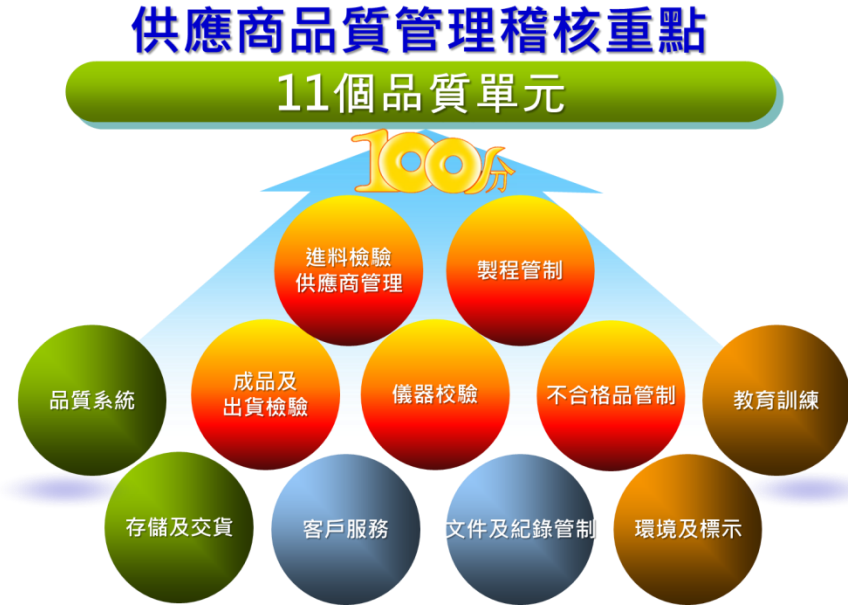 供應商品質管理稽核重點
11個品質單元
100分
進料檢驗
供應商管理
製程管制
品質系統
成品及
出貨檢驗
儀器校驗
不合格品管制
教育訓練
存儲及交貨
客戶服務
文件及紀錄管制
環境及標示